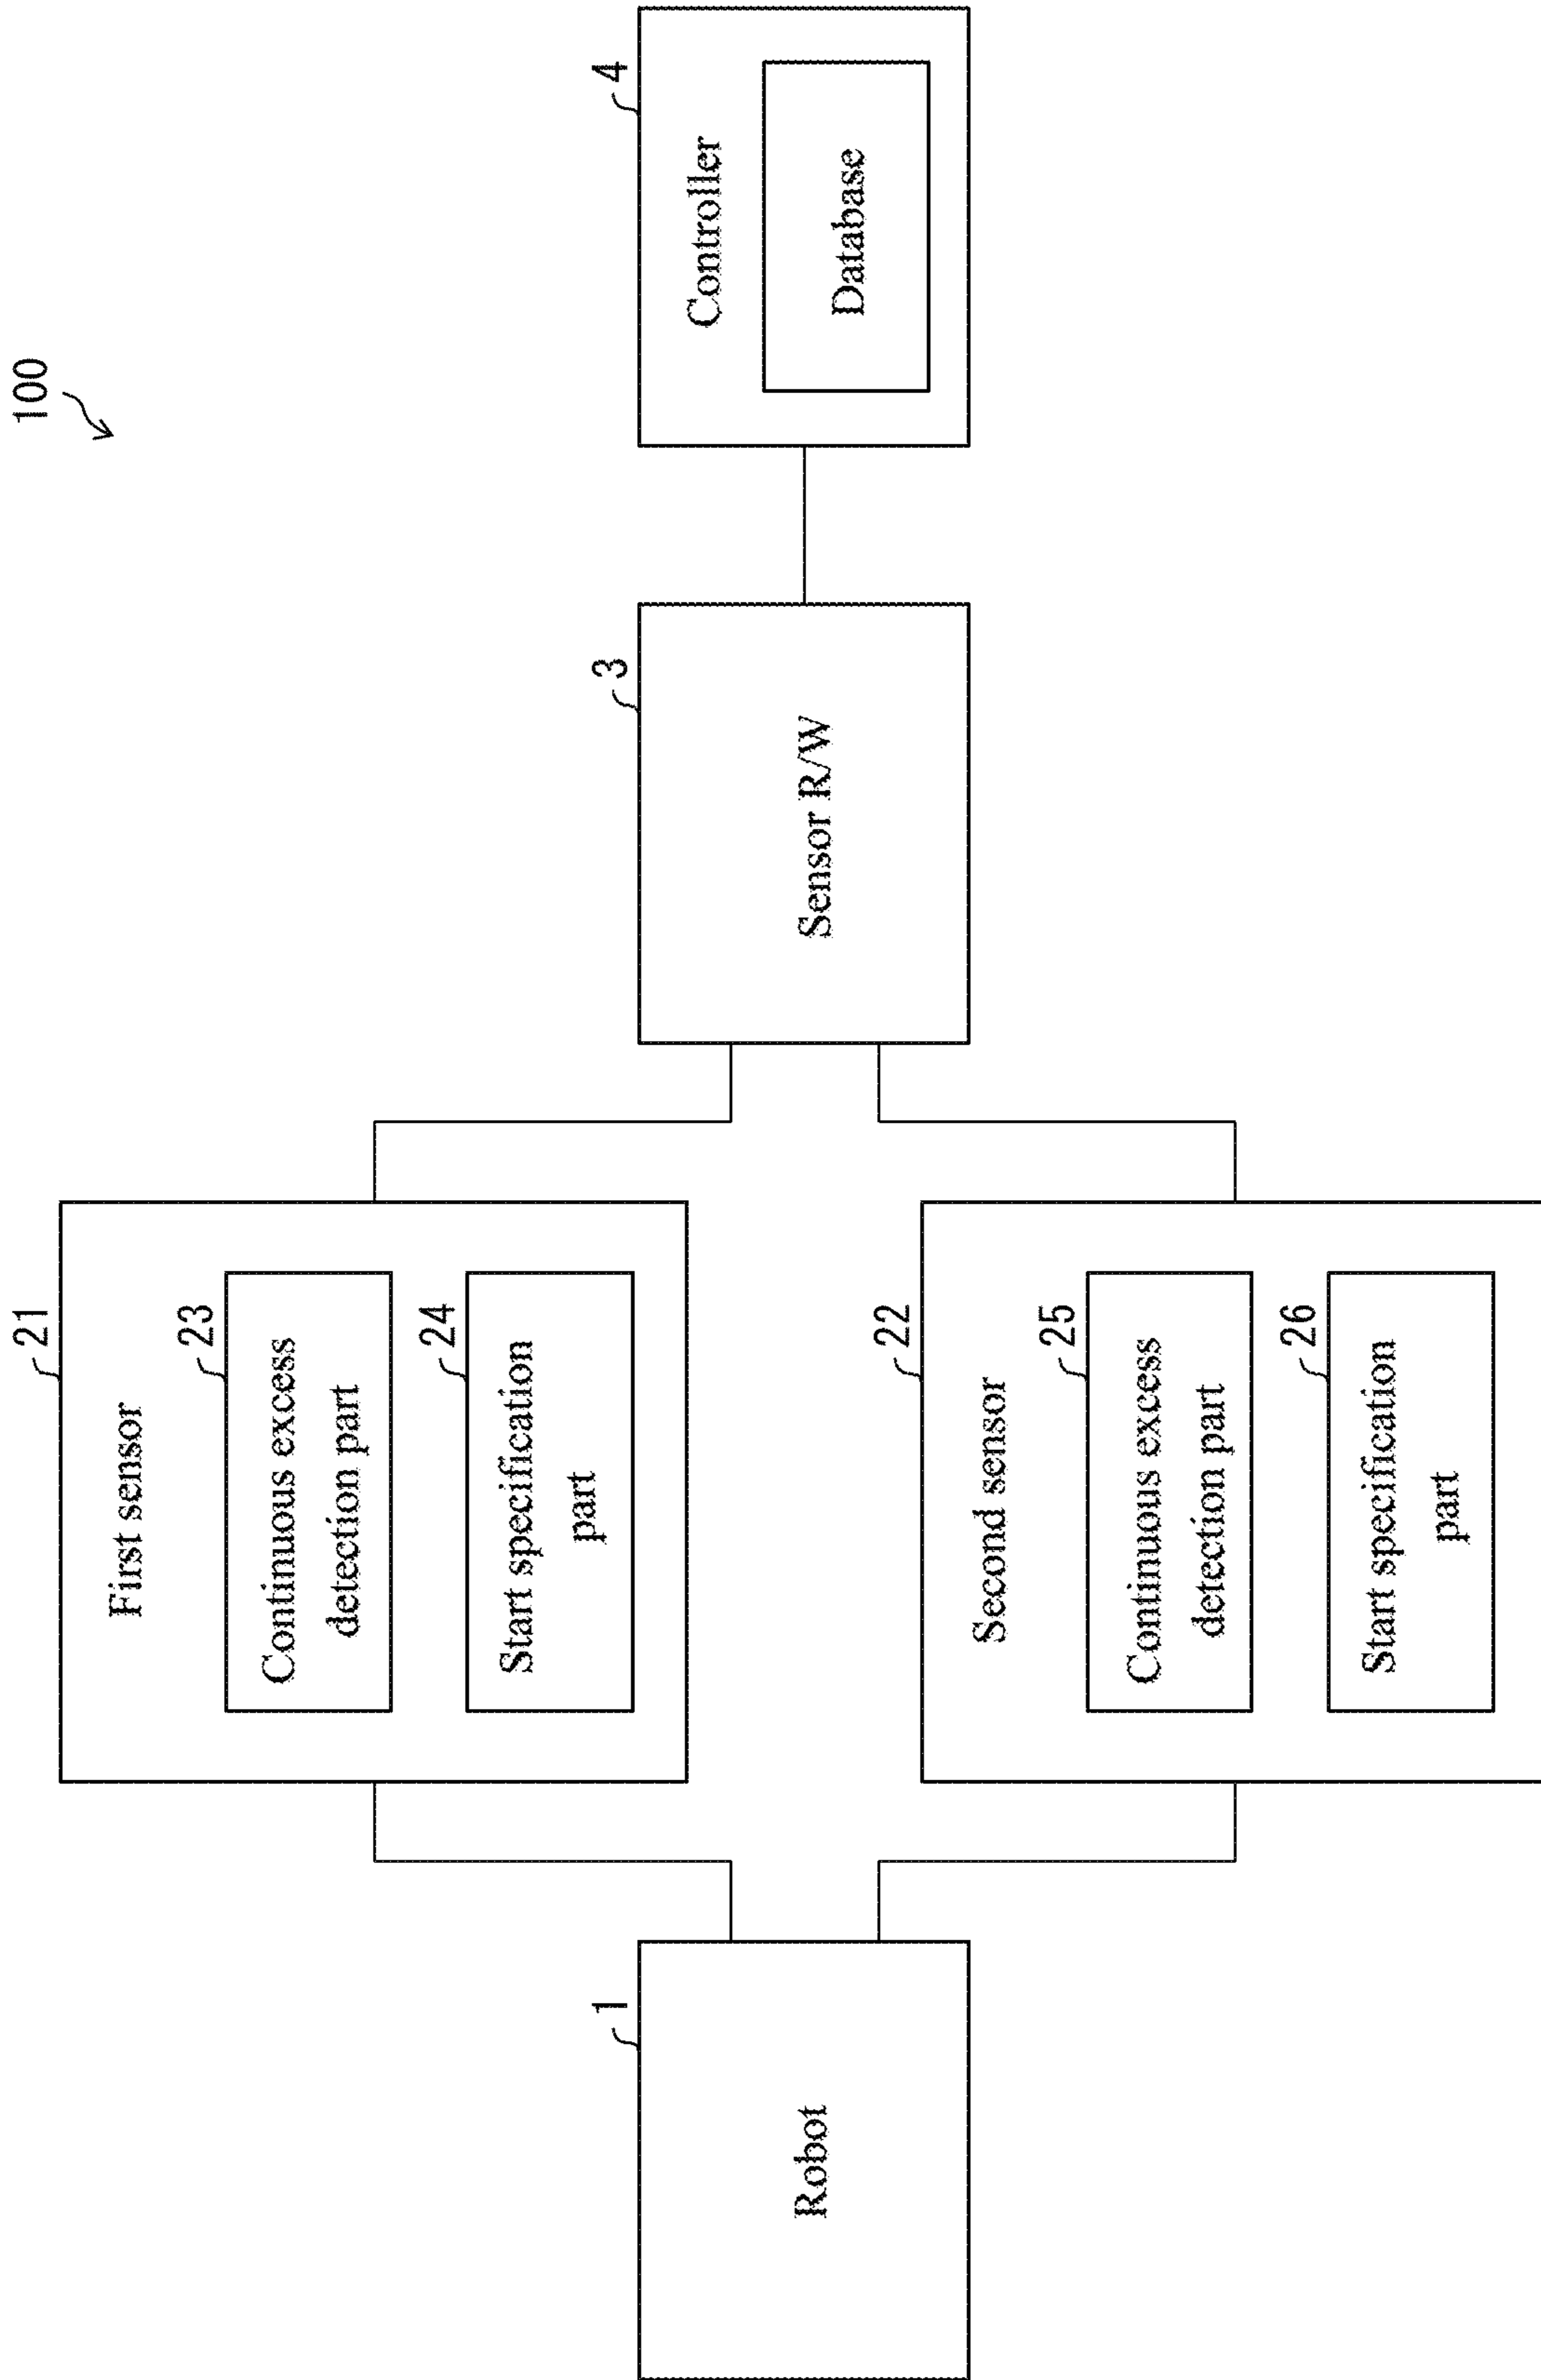 100
1
Robot
21
First sensor
23
Continuous excess
detection part
24
Start specification
part
22
Second sensor
25
Continuous excess
detection part
26
Start specification
part
3
Sensor R/W
4
Controller
Database